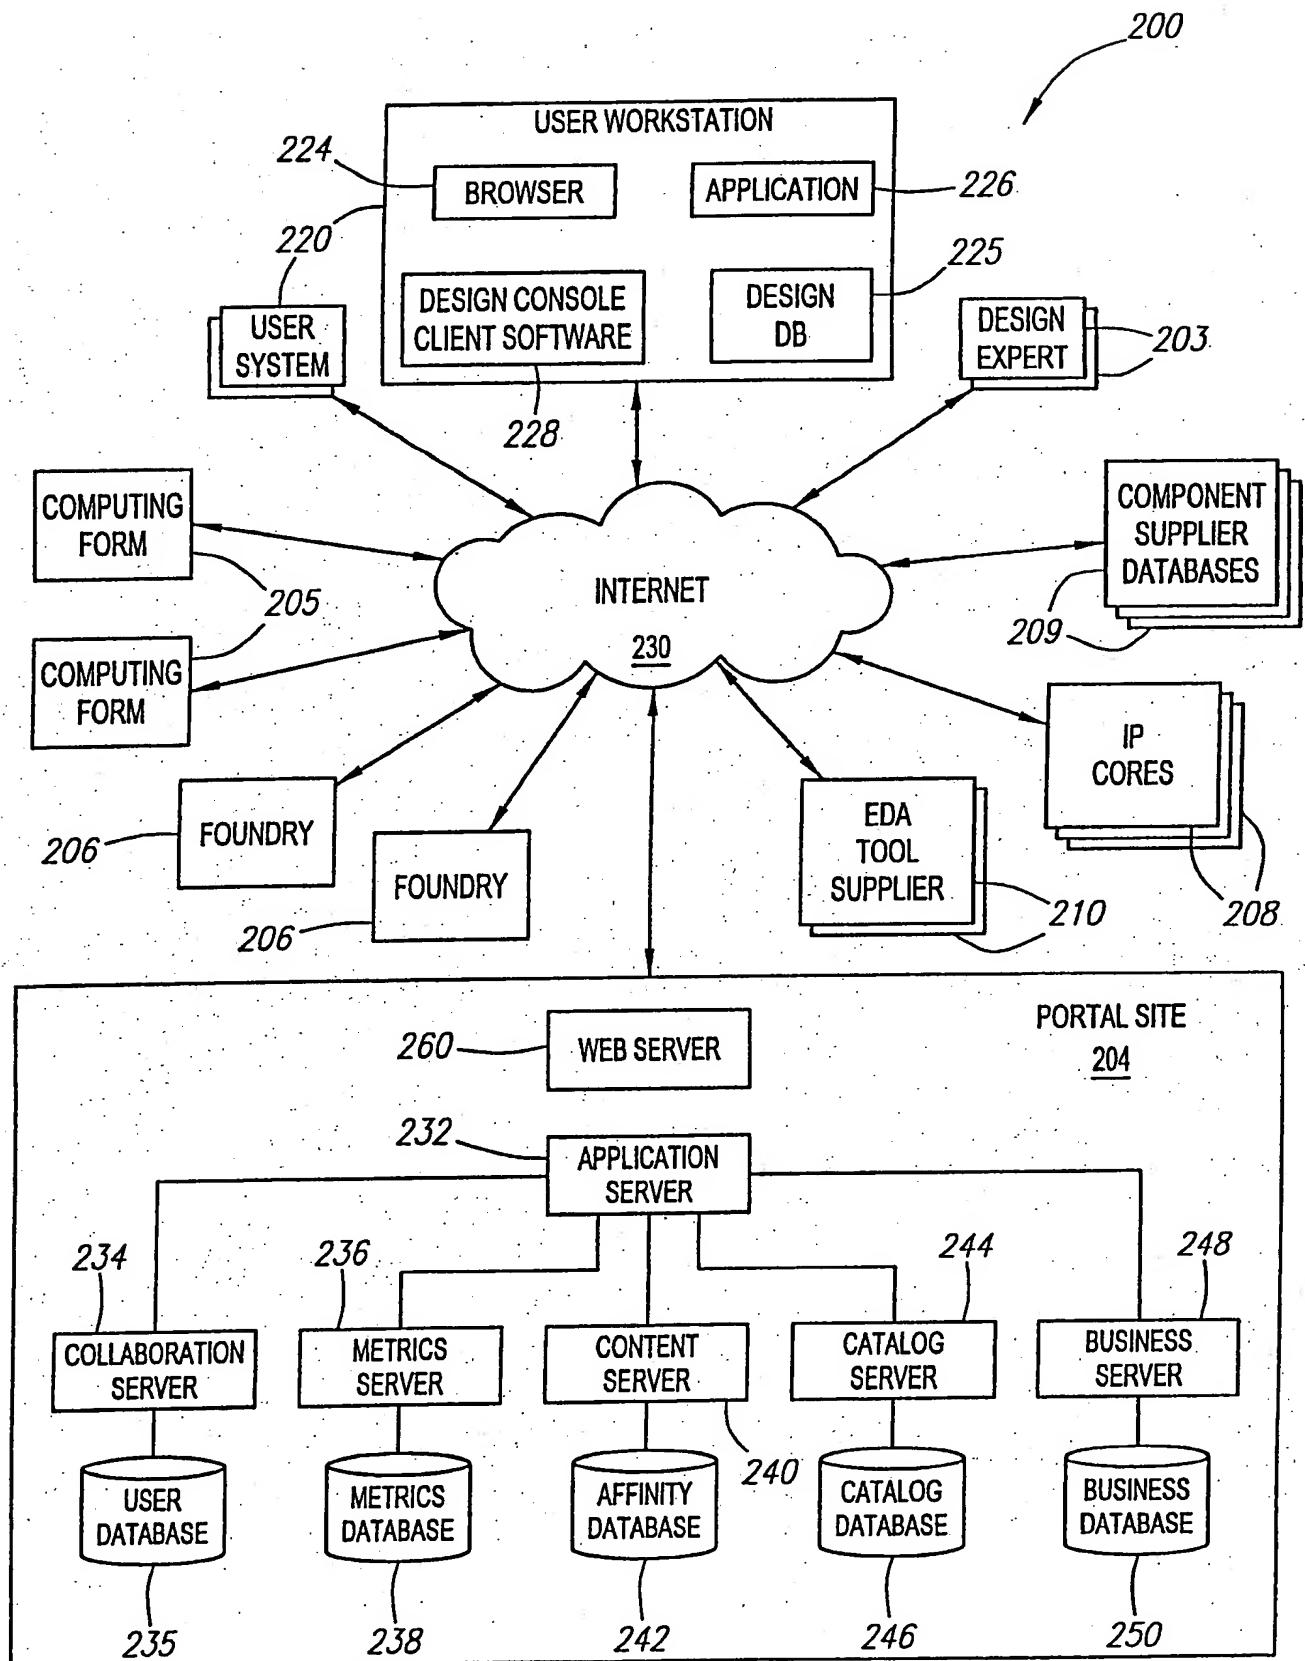 200
USER WORKSTATION
224
BROWSER
APPLICATION
226
220
225
DESIGN CONSOLE
CLIENT SOFTWARE
DESIGN
DB
USER
SYSTEM
DESIGN
EXPERT
203
228
COMPUTING
FORM
COMPONENT
SUPPLIER
DATABASES
205
INTERNET
230
209
COMPUTING
FORM
IP
CORES
206
FOUNDRY
EDA
TOOL
SUPPLIER
FOUNDRY
206
210
208
PORTAL SITE
204
260
WEB SERVER
232
APPLICATION
SERVER
234
236
244
248
COLLABORATION
SERVER
METRICS
SERVER
CONTENT
SERVER
CATALOG
SERVER
BUSINESS
SERVER
240
USER
DATABASE
METRICS
DATABASE
AFFINITY
DATABASE
CATALOG
DATABASE
BUSINESS
DATABASE
235
238
242
246
250